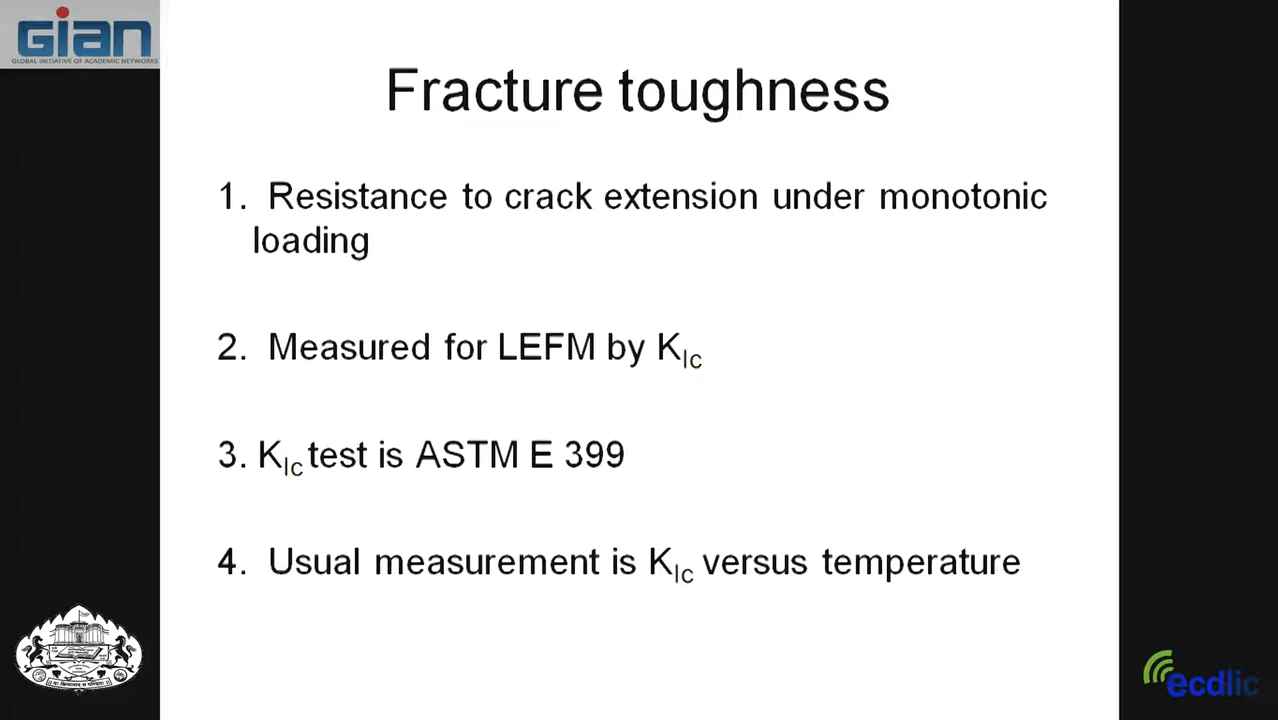 GIAN
GLOBAL INITIATIVE OF ACADEMIC NETWORKS
Fracture toughness
1. Resistance to crack extension under monotonic
loading
2. Measured for LEFM by KIc
3. KIc test is ASTM E 399
4. Usual measurement is KIc versus temperature
ecdlic